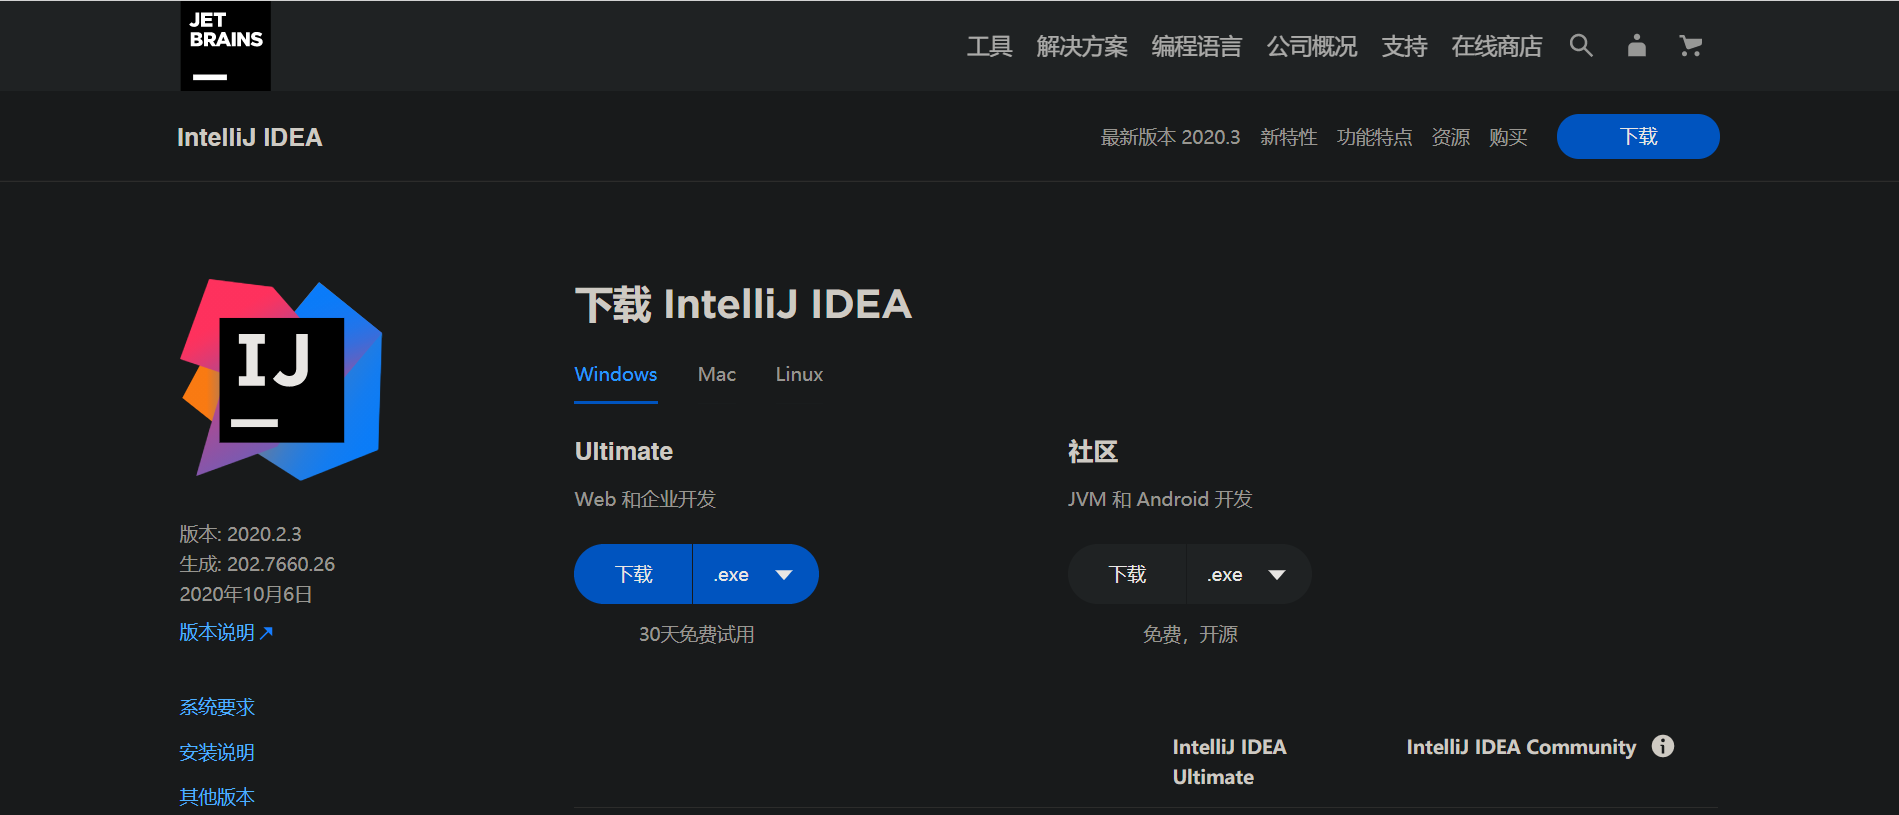 JET
BRAINS
工具 解决方案 编程语言 公司概况 支持 在线商店
IntelliJ IDEA
最新版本 2020.3 新特性 功能特点 资源 购买 下载
IJ
下载 IntelliJ IDEA
Windows Mac Linux
Ultimate
Web 和企业开发
下载 .exe
30天免费试用
社区
JVM 和 Android 开发
下载 .exe
免费，开源
版本: 2020.2.3
生成: 202.7660.26
2020年10月6日
版本说明
系统要求
安装说明
其他版本
IntelliJ IDEA
Ultimate
IntelliJ IDEA Community